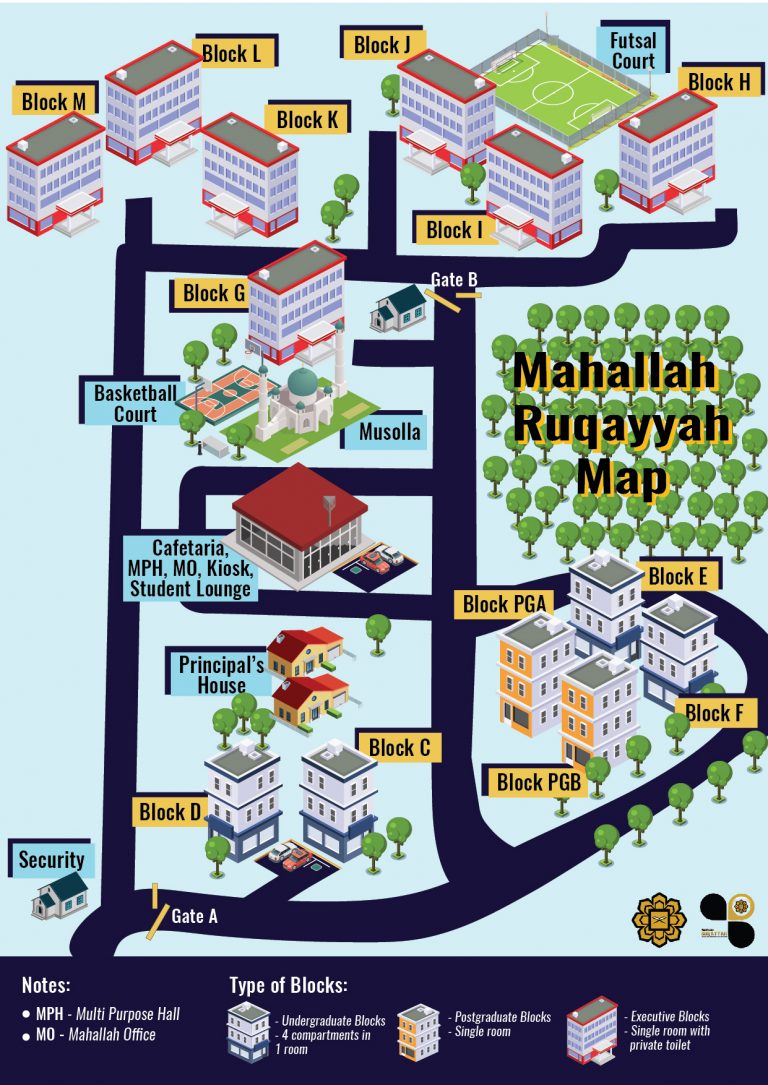 Block L
Block J
Futsal
Court
Block M
Block H
Block K
Block I
Gate B
Block G
Mahallah
Ruqayyah
Map
Basketball
Court
Musolla
Cafetaria,
MPH, MO, Kiosk,
Student Lounge
Block E
Block PGA
Principal's
House
Block F
Block C
Block PGB
Block D
Security
Gate A
Notes:
• MPH - Multi Purpose Hall
• MO - Mahallah Office
Type of Blocks:
- Undergraduate Blocks
- 4 compartments in
1 room
- Postgraduate Blocks
- Single room
- Executive Blocks
- Single room with
private toilet